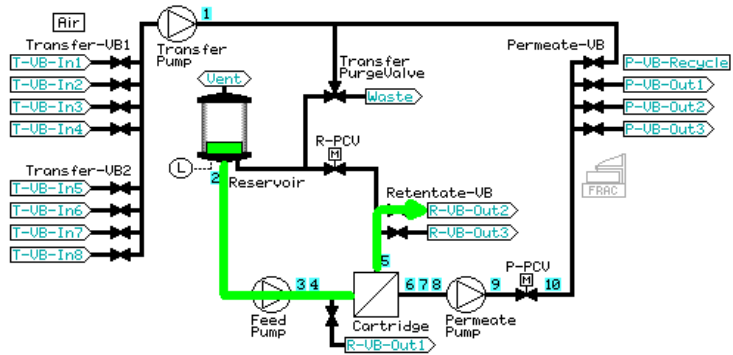 Air
1
Transfer-VB1
Transfer
Pump
Permeate-VB
T-VB-In1
T-VB-In2
T-VB-In3
T-VB-In4
Vent
Transfer
PurgeValve
Waste
P-VB-Recycle
P-VB-Out1
P-VB-Out2
P-VB-Out3
R-PCV
M
Transfer-VB2
L
2
Reservoir
T-VB-In5
T-VB-In6
T-VB-In7
T-VB-In8
Retentate-VB
R-VB-Out2
R-VB-Out3
FRAC
5
P-PCV
M
3 4
6 7 8
9
10
Feed
Pump
Cartridge
Permeate
Pump
R-VB-Out1